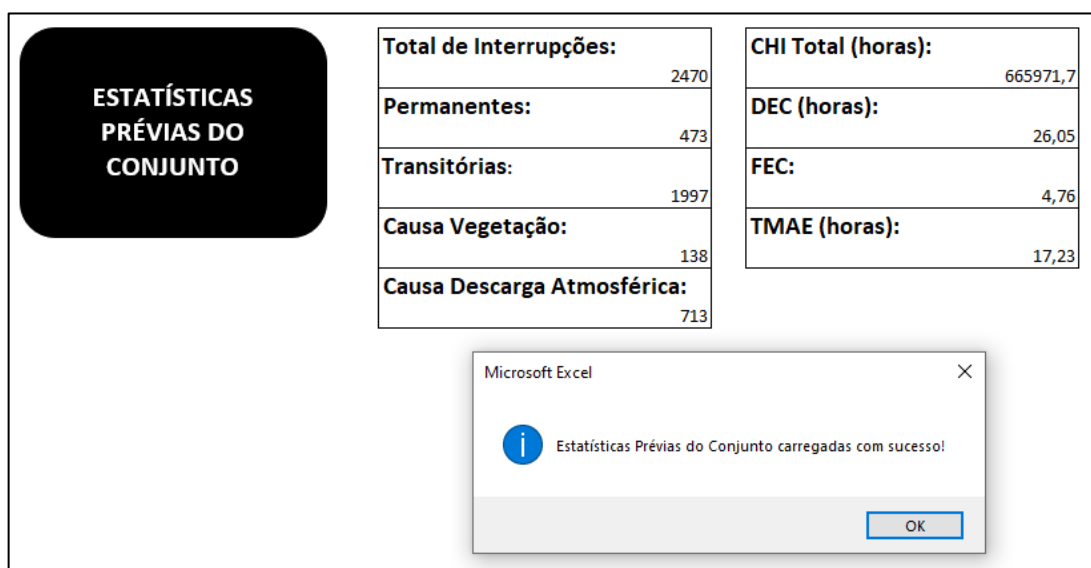 ESTATÍSTICAS
PRÉVIAS DO
CONJUNTO
Total de Interrupções:
2470
Permanentes:
473
Transitórias:
1997
Causa Vegetação:
138
Causa Descarga Atmosférica:
713
CHI Total (horas):
665971,7
DEC (horas):
26,05
FEC:
4,76
TMAE (horas):
17,23
Microsoft Excel
Estatísticas Prévias do Conjunto carregadas com sucesso!
OK